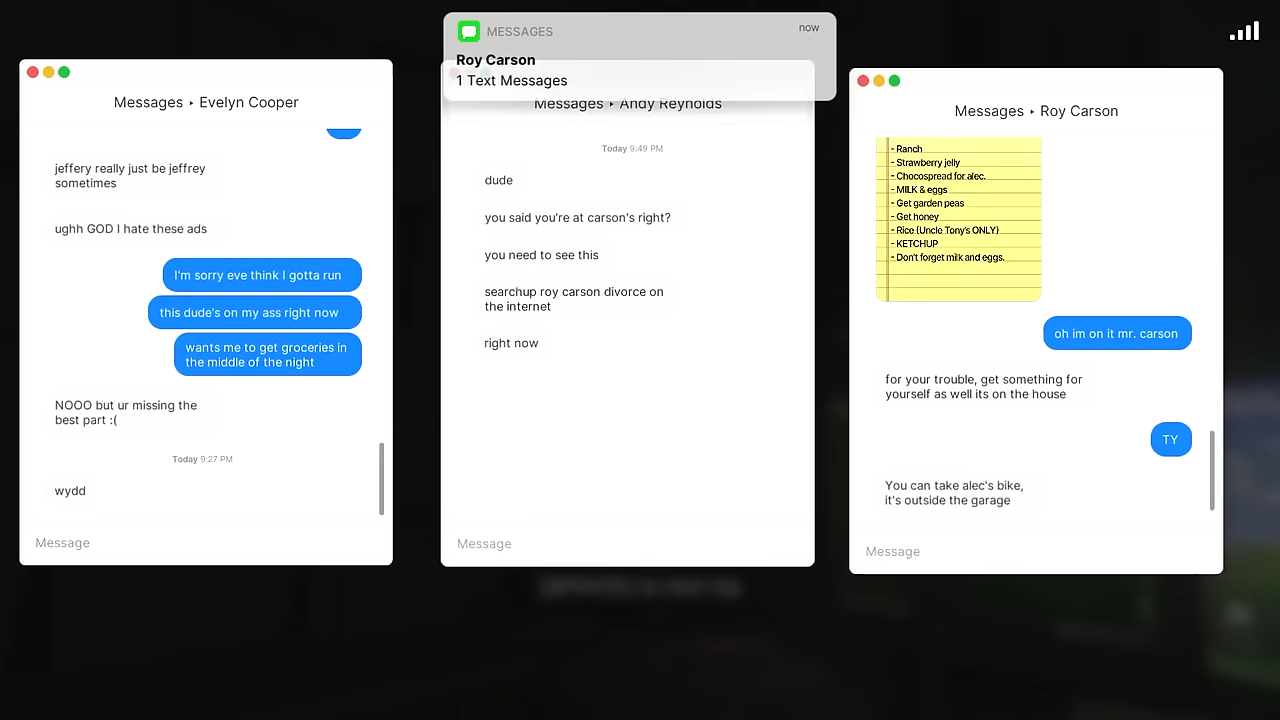 MESSAGES
now
Roy Carson
1 Text Messages
Messages ‣ Evelyn Cooper
jeffery really just be jeffrey
sometimes
ughh GOD I hate these ads
I'm sorry eve think I gotta run
this dude's on my ass right now
wants me to get groceries in
the middle of the night
NOOO but ur missing the
best part :(
Today 9:27 PM
wydd
Message
Messages ‣ Andy Reynolds
Today 9:49 PM
dude
you said you're at carson's right?
you need to see this
searchup roy carson divorce on
the internet
right now
Message
Messages ‣ Roy Carson
- Ranch
- Strawberry jelly
- Chocospread for alec.
- MILK & eggs
- Get garden peas
- Get honey
- Rice (Uncle Tony's ONLY)
- KETCHUP
- Don't forget milk and eggs.
oh im on it mr. carson
for your trouble, get something for
yourself as well its on the house
TY
You can take alec's bike,
it's outside the garage
Message